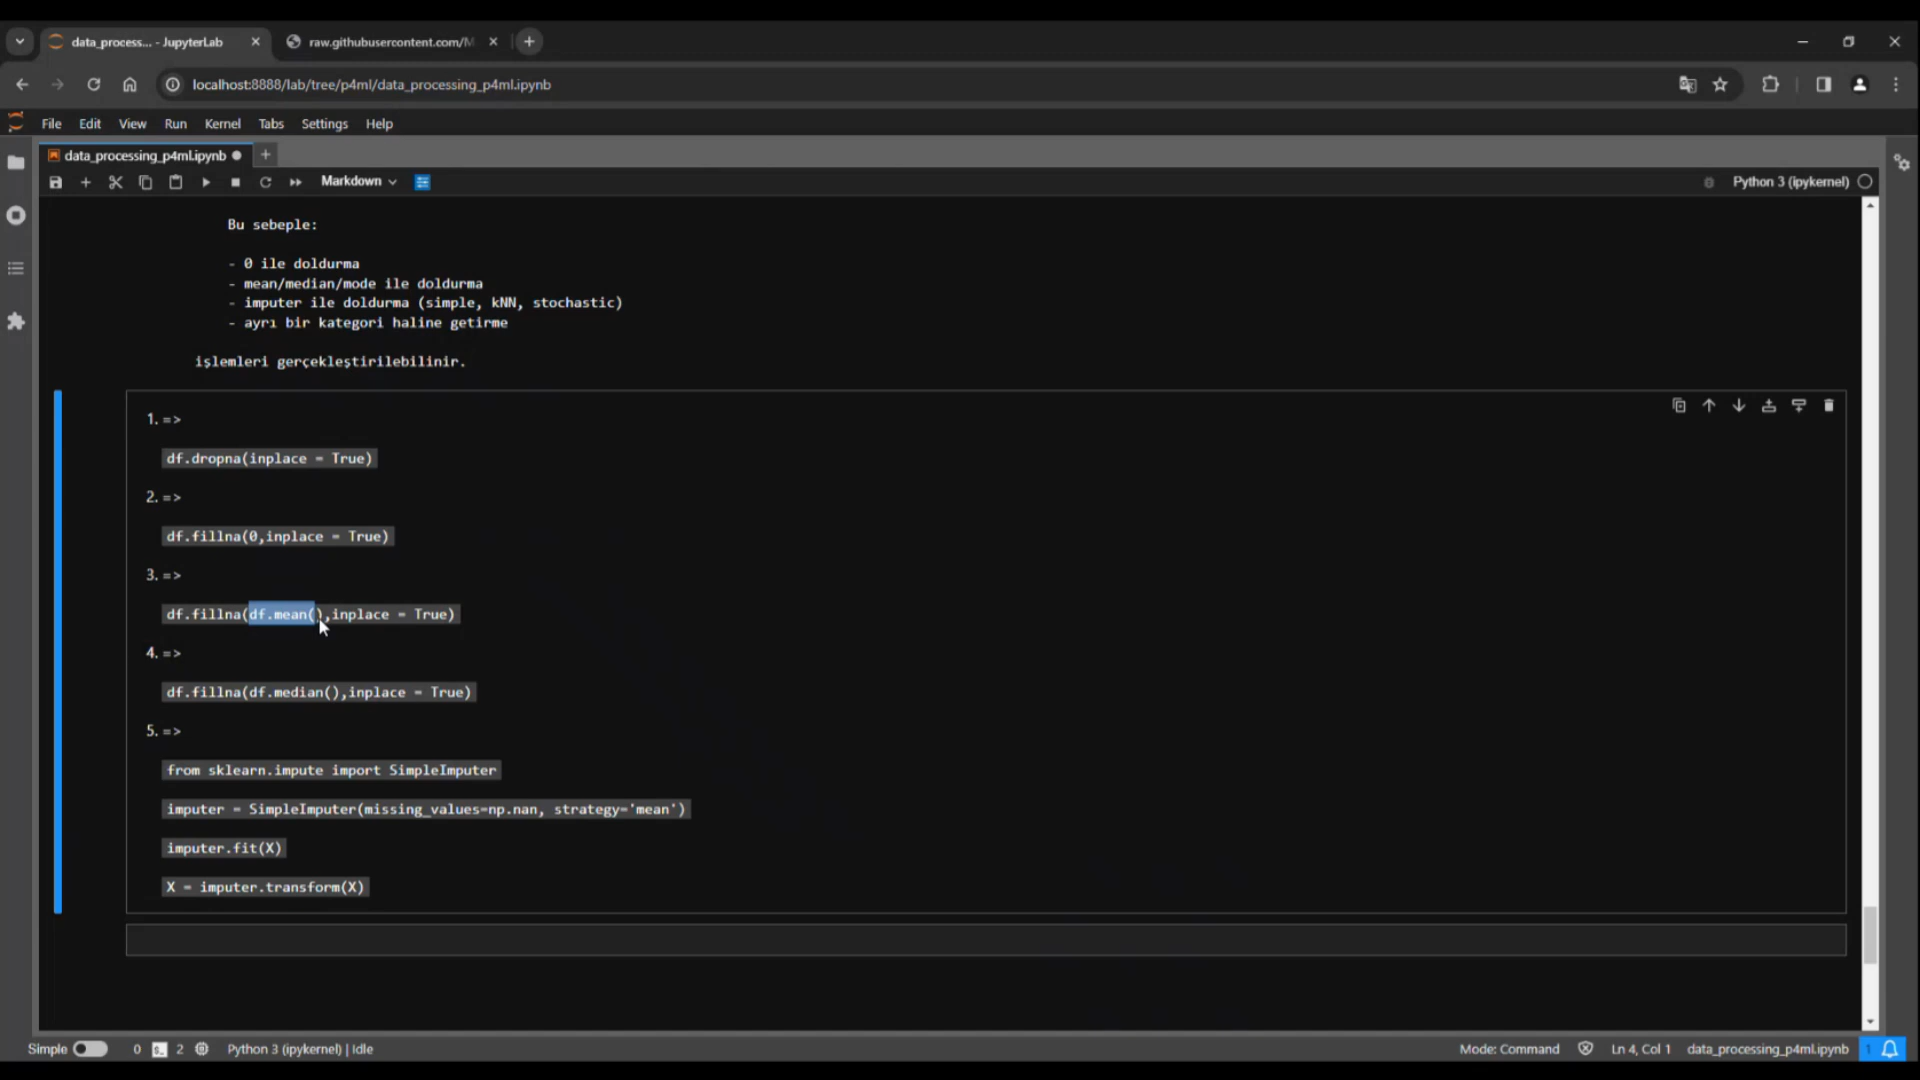 data_process... - JupyterLab
raw.githubusercontent.com/M
localhost:8888/lab/tree/p4ml/data_processing_p4ml.ipynb
File Edit View Run Kernel Tabs Settings Help
data_processing_p4ml.ipynb
Markdown
Python 3 (ipykernel)
Bu sebeple:
- 0 ile doldurma
- mean/median/mode ile doldurma
- imputer ile doldurma (simple, kNN, stochastic)
- ayrı bir kategori haline getirme
işlemleri gerçekleştirilebilinir.
1. =>
df.dropna(inplace = True)
2. =>
df.fillna(0,inplace = True)
3. =>
df.fillna(df.mean(),inplace = True)
4. =>
df.fillna(df.median(),inplace = True)
5. =>
from sklearn.impute import SimpleImputer
imputer = SimpleImputer(missing_values=np.nan, strategy='mean')
imputer.fit(X)
X = imputer.transform(X)
Simple 0 $_ 2 Python 3 (ipykernel) | Idle Mode: Command Ln 4, Col 1 data_processing_p4ml.ipynb 1